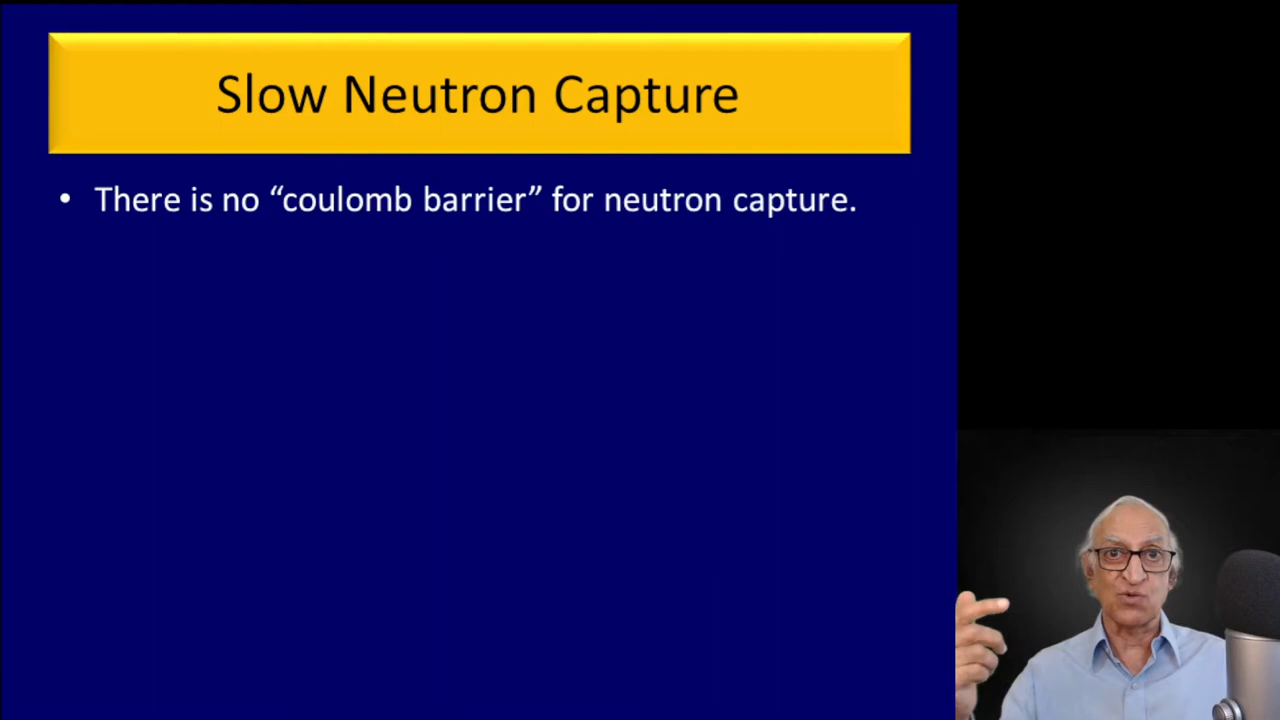 Slow Neutron Capture
• There is no “coulomb barrier” for neutron capture.